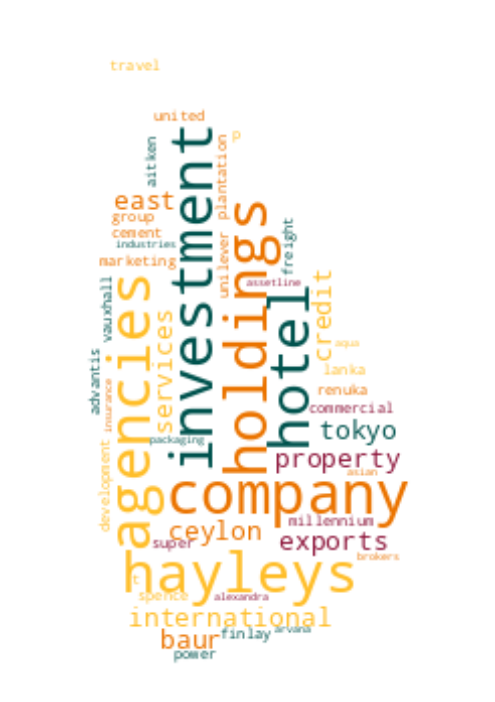 travel
united
p
aitken
investment
plantation
east
group
cement
industries
marketing
holdings
freight
unilever
assetline
vauxhall
agencies
services
hotel
credit
aqua
lanka
advantis
insurance
renuka
commercial
tokyo
packaging
property
asian
development
company
millennium
ceylon
super
exports
brokers
hayleys
t
spence
alexandra
international
baur
finlay
arvana
power